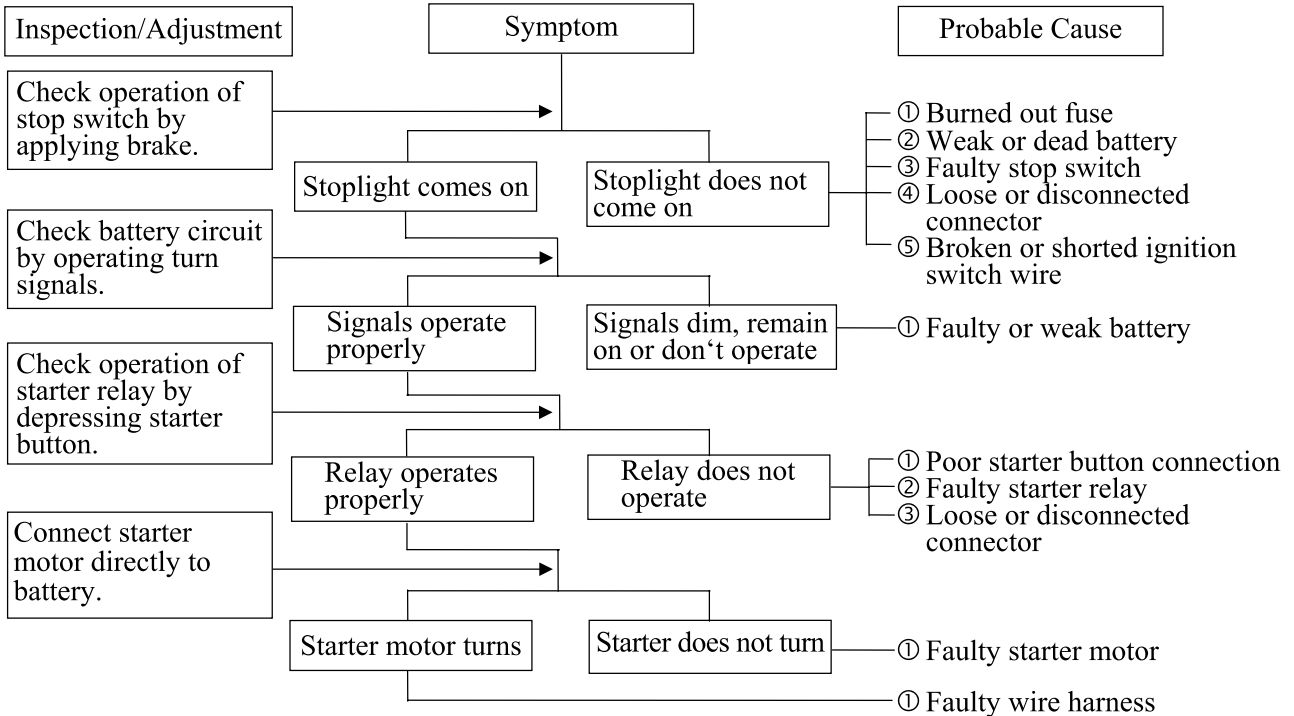 Inspection/Adjustment
Symptom
Probable Cause
Check operation of
stop switch by
applying brake.
① Burned out fuse
② Weak or dead battery
③ Faulty stop switch
④ Loose or disconnected
connector
⑤ Broken or shorted ignition
switch wire
Stoplight comes on
Stoplight does not
come on
Check battery circuit
by operating turn
signals.
Signals operate
properly
Signals dim, remain
on or don‘t operate
① Faulty or weak battery
Check operation of
starter relay by
depressing starter
button.
Relay operates
properly
Relay does not
operate
① Poor starter button connection
② Faulty starter relay
③ Loose or disconnected
connector
Connect starter
motor directly to
battery.
Starter motor turns
Starter does not turn
① Faulty starter motor
① Faulty wire harness